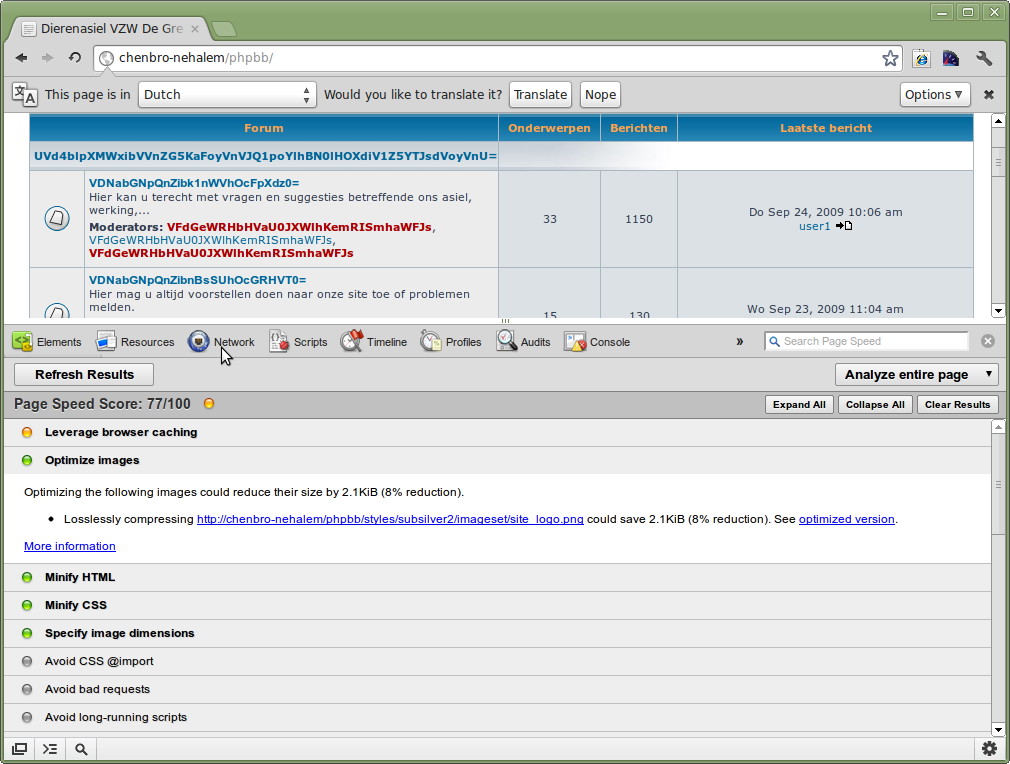 Dierenasiel VZW De Gre
chenbro-nehalem/phpbb/
This page is in Dutch Would you like to translate it? Translate Nope Options
Forum Onderwerpen Berichten Laatste bericht
UVd4blpXMWxibVVnZG5KaFoyVnVJQ1poYlhBN0lHOXdiV1Z5YTJsdVoyVnU=
VDNabGNpQnZibk1nWVhOcFpXdz0=
Hier kan u terecht met vragen en suggesties betreffende ons asiel,
werking,...
Moderators: VFdGeWRHbHVaU0JXWlhKemRISmhaWFJs,
VFdGeWRHbHVaU0JXWlhKemRISmhaWFJs,
VFdGeWRHbHVaU0JXWlhKemRISmhaWFJs
33 1150
Do Sep 24, 2009 10:06 am
user1
VDNabGNpQnZibnBsSUhOcGRHVT0=
Hier mag u altijd voorstellen doen naar onze site toe of problemen
melden.
15 130
Wo Sep 23, 2009 11:04 am
Elements Resources Network Scripts Timeline Profiles Audits Console » Search Page Speed
Refresh Results Analyze entire page
Page Speed Score: 77/100 Expand All Collapse All Clear Results
Leverage browser caching
Optimize images
Optimizing the following images could reduce their size by 2.1KiB (8% reduction).
• Losslessly compressing http://chenbro-nehalem/phpbb/styles/subsilver2/imageset/site_logo.png could save 2.1KiB (8% reduction). See optimized version.
More information
Minify HTML
Minify CSS
Specify image dimensions
Avoid CSS @import
Avoid bad requests
Avoid long-running scripts